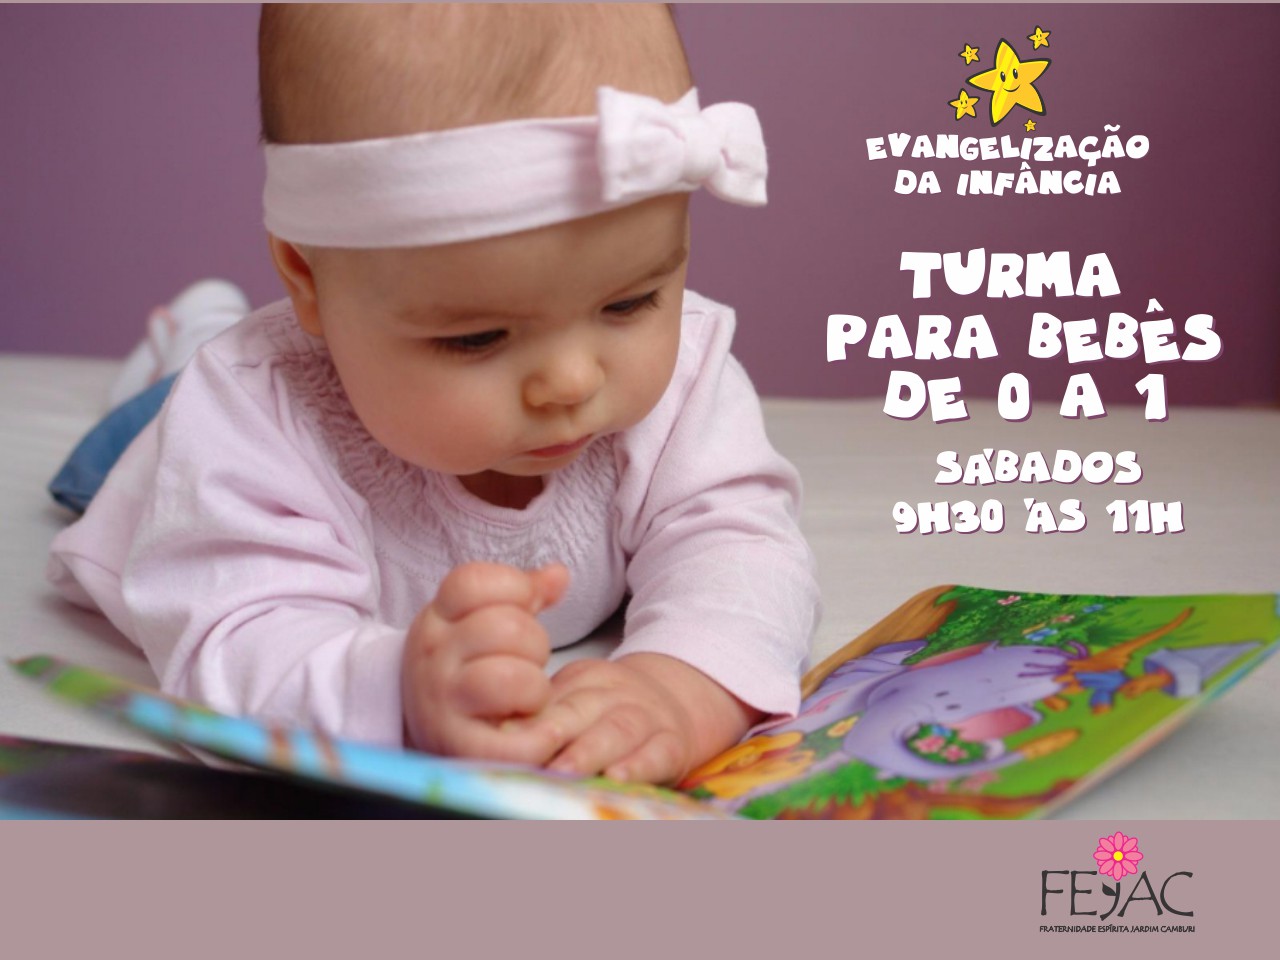 EVANGELIZAÇÃO
DA INFÂNCIA
TURMA
PARA BEBÊS
DE 0 A 1
SÁBADOS
9H30 ÀS 11H
FEJAC
FRATERNIDADE ESPÍRITA JARDIM CAMBURI